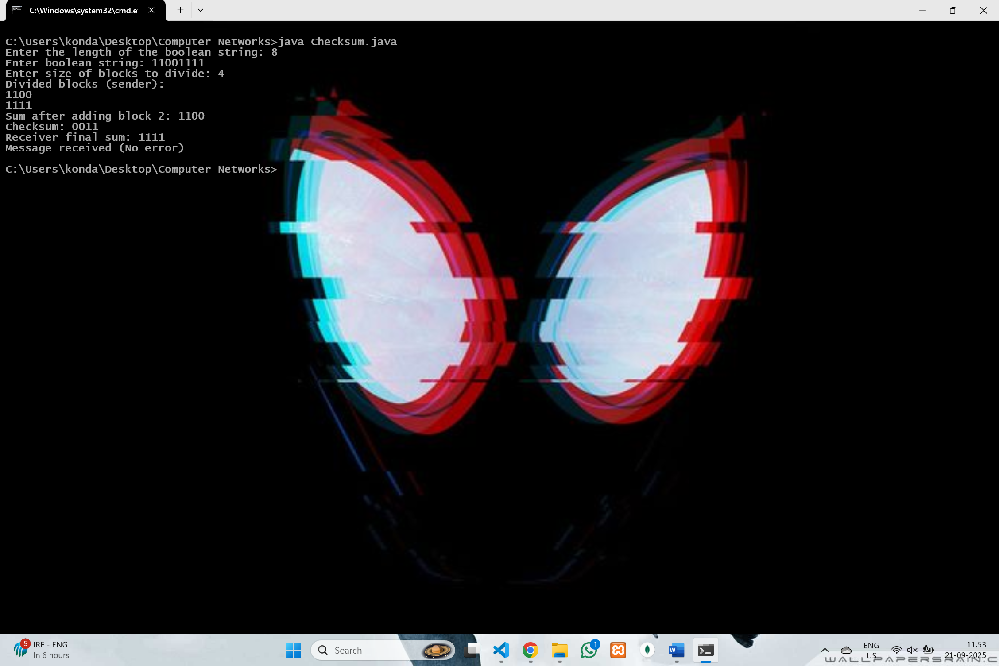 C:\Windows\system32\cmd.e
C:\Users\konda\Desktop\Computer Networks>java Checksum.java
Enter the length of the boolean string: 8
Enter boolean string: 11001111
Enter size of blocks to divide: 4
Divided blocks (sender):
1100
1111
Sum after adding block 2: 1100
Checksum: 0011
Receiver final sum: 1111
Message received (No error)
C:\Users\konda\Desktop\Computer Networks>
5
IRE - ENG
In 6 hours
Search
1
W
ENG
US
11:53
21-09-2025
WALLPAPERSRAIN.C